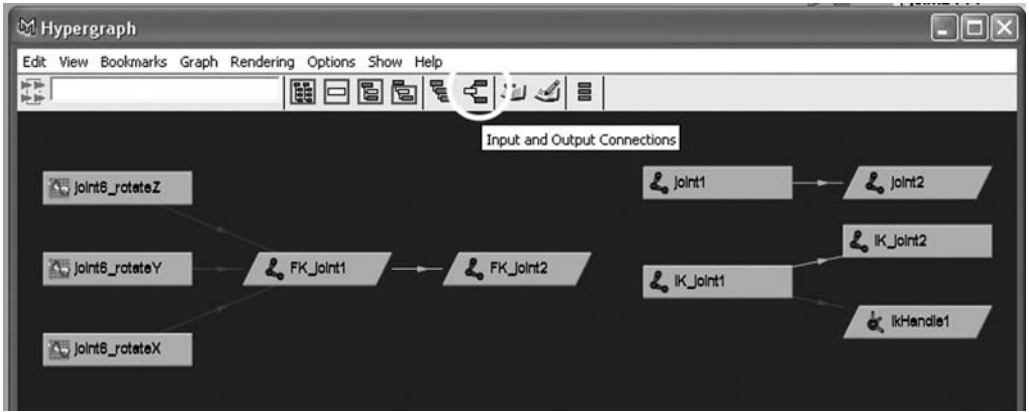 Hypergraph
Edit View Bookmarks Graph Rendering Options Show Help
Input and Output Connections
joint6_rotateZ
joint1
joint2
IK_joint2
joint6_rotateY
FK_joint1
FK_joint2
IK_joint1
ikHandle1
joint6_rotateX